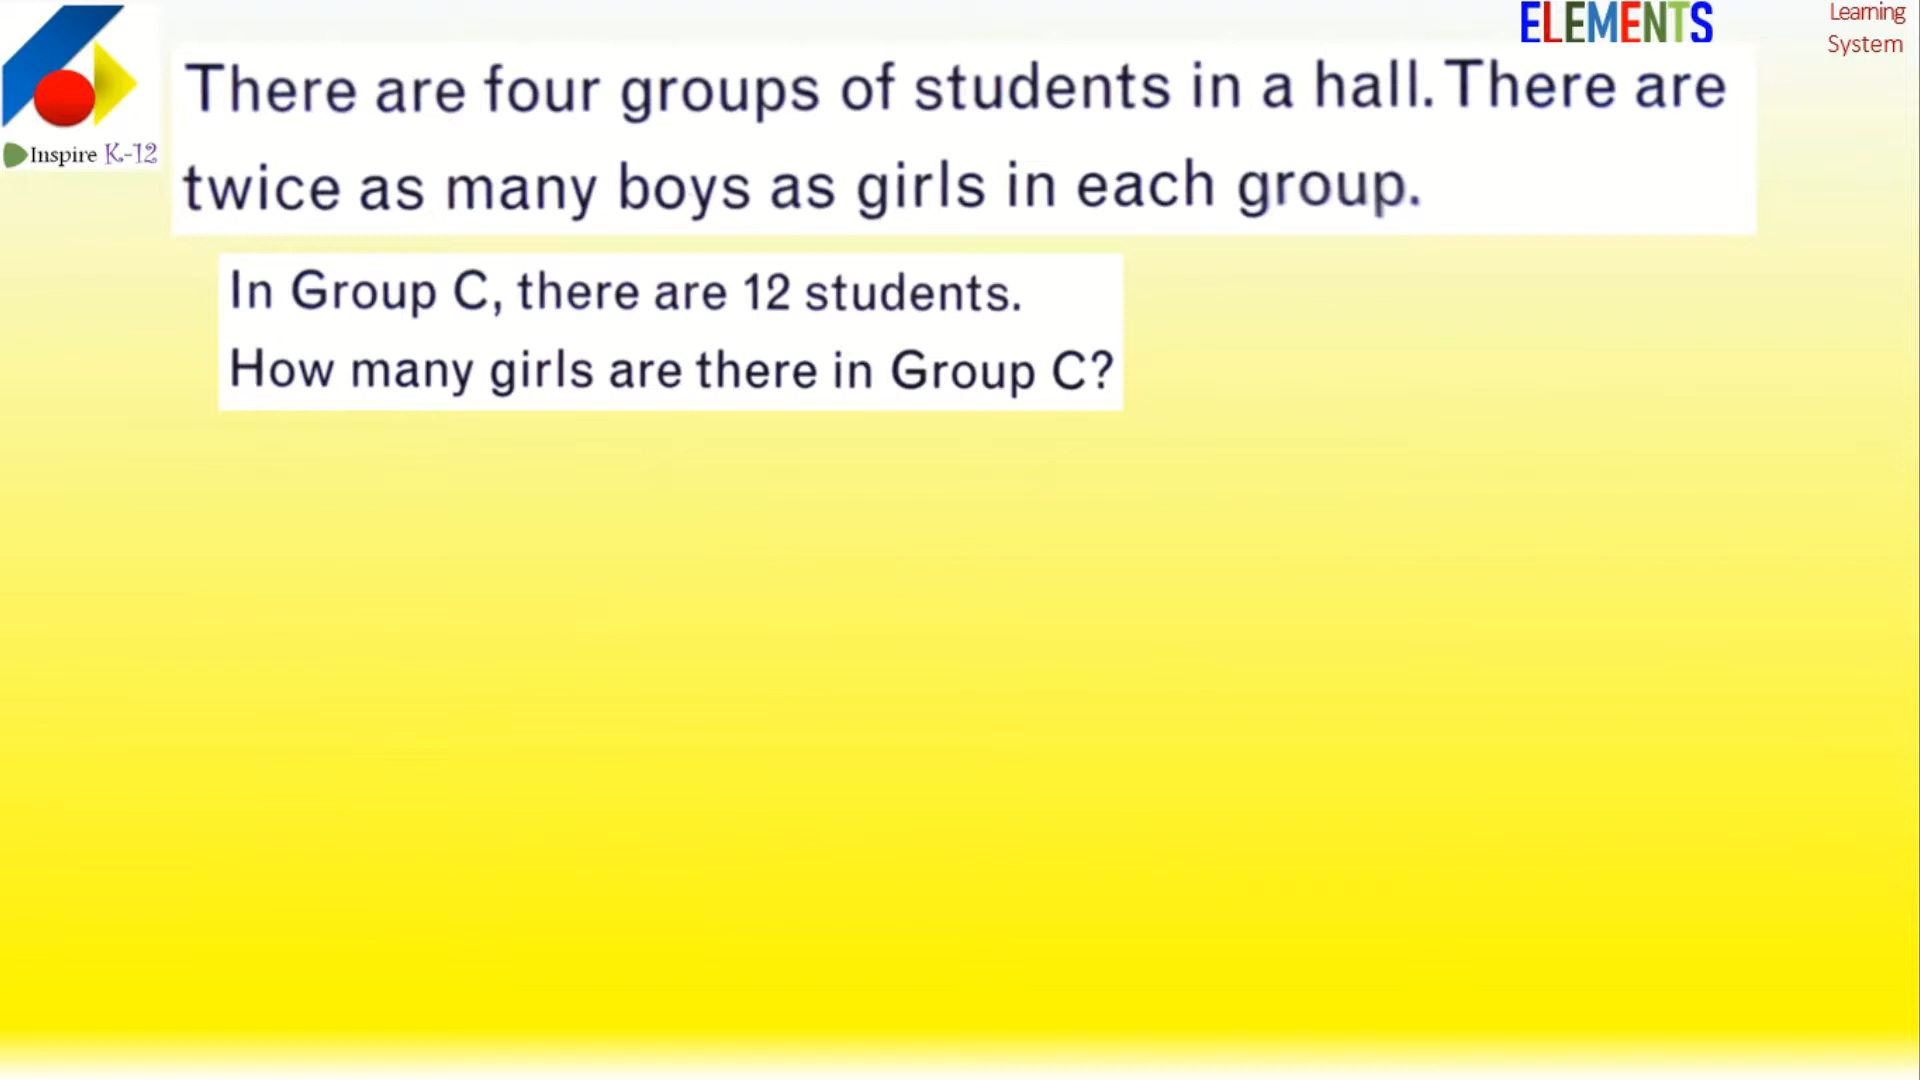 ELEMENTS
Learning
System
Inspire K-12
There are four groups of students in a hall. There are
twice as many boys as girls in each group.
In Group C, there are 12 students.
How many girls are there in Group C?